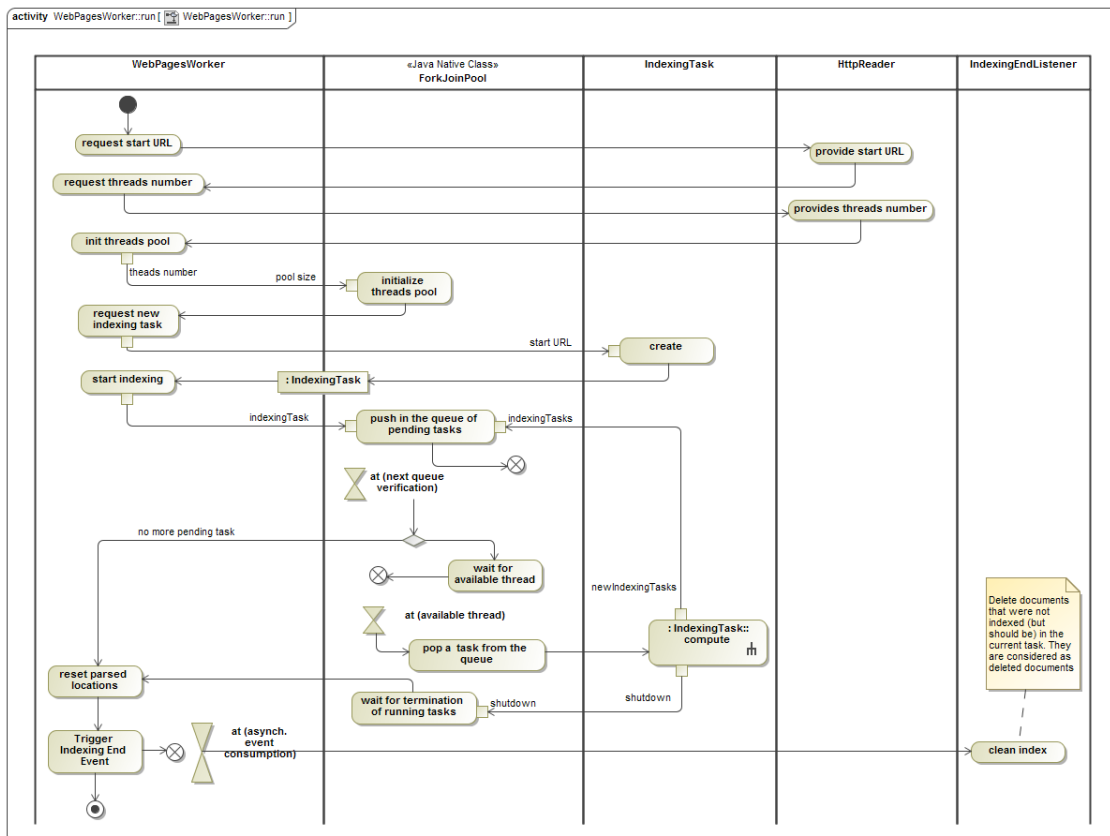 activity WebPagesWorker::run [ WebPagesWorker::run ]
WebPagesWorker
«Java Native Class»
ForkJoinPool
IndexingTask
HttpReader
IndexingEndListener
request start URL
provide start URL
request threads number
provides threads number
init threads pool
theads number
pool size
initialize
threads pool
request new
indexing task
start URL
create
start indexing
: IndexingTask
indexingTask
push in the queue of
pending tasks
indexingTasks
at (next queue
verification)
no more pending task
wait for
available thread
newIndexingTasks
Delete documents
that were not
indexed (but
should be) in the
current task. They
are considered as
deleted documents
at (available thread)
: IndexingTask::
compute
pop a task from the
queue
reset parsed
locations
wait for termination
of running tasks
shutdown
shutdown
Trigger
Indexing End
Event
at (asynch.
event
consumption)
clean index